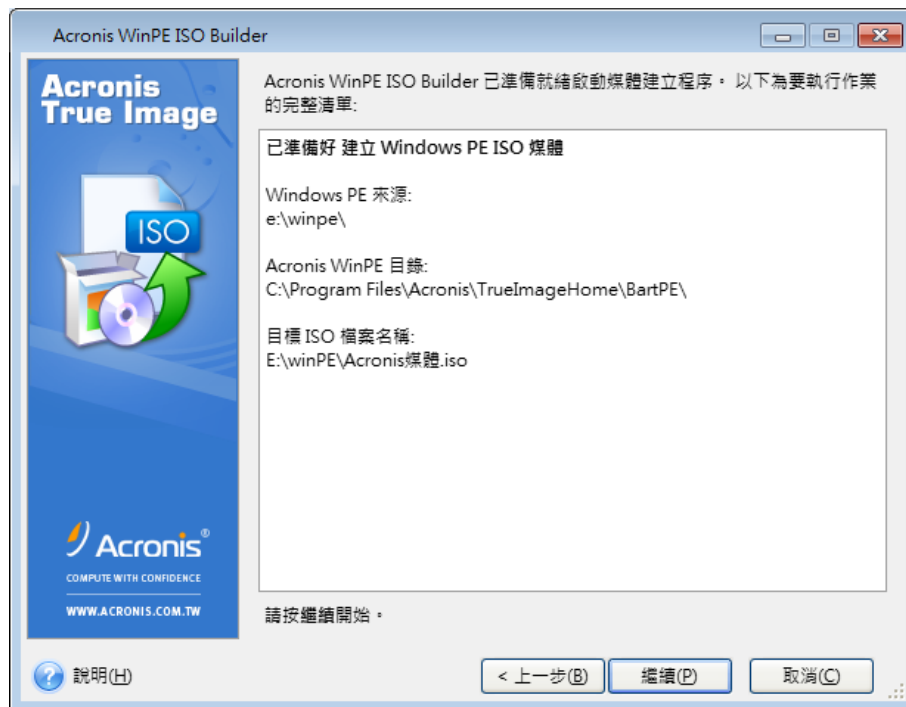 Acronis WinPE ISO Builder
Acronis
True Image
ISO
Acronis®
COMPUTE WITH CONFIDENCE
WWW.ACRONIS.COM.TW
Acronis WinPE ISO Builder 已準備就緒啟動媒體建立程序。 以下為要執行作業
的完整清單:
已準備好 建立 Windows PE ISO 媒體
Windows PE 來源:
e:\winpe\
Acronis WinPE 目錄:
C:\Program Files\Acronis\TrueImageHome\BartPE\
目標 ISO 檔案名稱:
E:\winPE\Acronis媒體.iso
請按繼續開始。
說明(H)
< 上一步(B)
繼續(P)
取消(C)